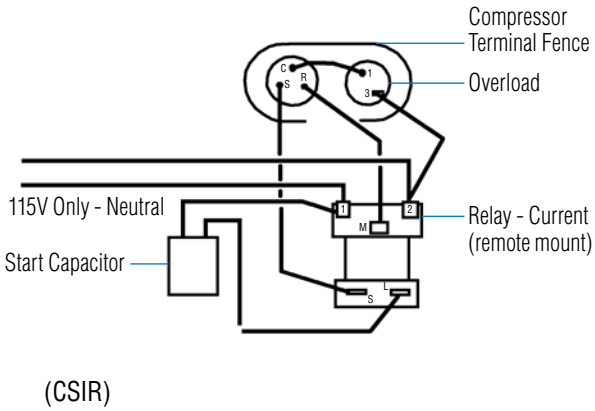 Compressor
Terminal Fence
C
S
R
1
3
Overload
115V Only - Neutral
1
2
M
Relay - Current
(remote mount)
Start Capacitor
S
L
(CSIR)